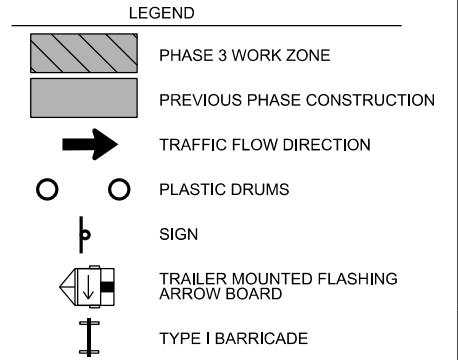 LEGEND
PHASE 3 WORK ZONE
PREVIOUS PHASE CONSTRUCTION
TRAFFIC FLOW DIRECTION
PLASTIC DRUMS
SIGN
TRAILER MOUNTED FLASHING
ARROW BOARD
TYPE I BARRICADE